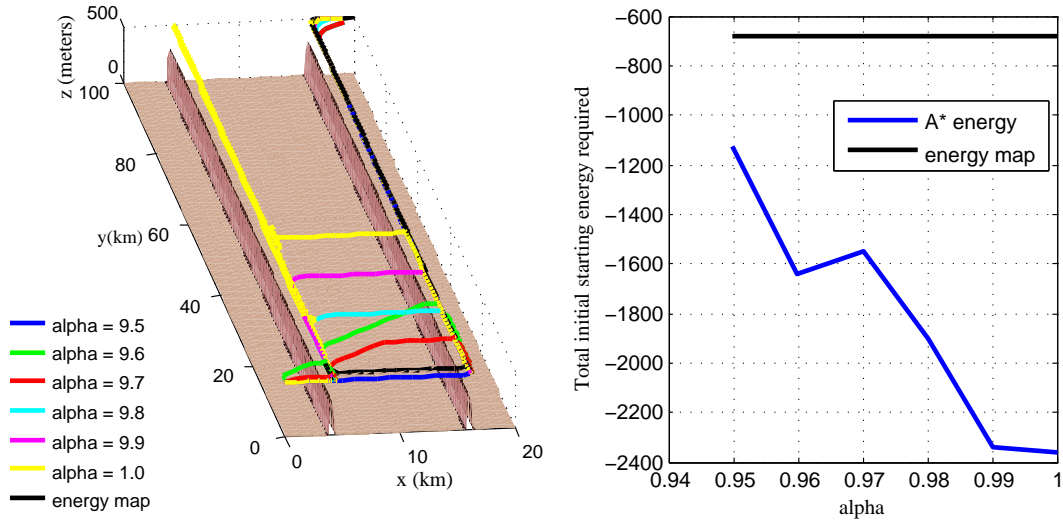 500
0
z (meters)
100
80
60
y(km)
40
20
0
0
10
20
x (km)
alpha = 9.5
alpha = 9.6
alpha = 9.7
alpha = 9.8
alpha = 9.9
alpha = 1.0
energy map
−600
−800
−1000
−1200
−1400
−1600
−1800
−2000
−2200
−2400
Total initial starting energy required
0.94
0.95
0.96
0.97
0.98
0.99
1
alpha
A* energy
energy map